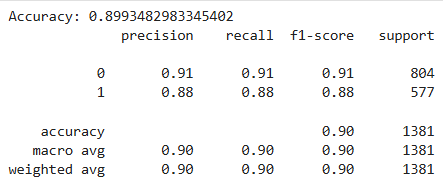 Accuracy: 0.8993482983345402
precision recall f1-score support
0 0.91 0.91 0.91 804
1 0.88 0.88 0.88 577
accuracy 0.90 1381
macro avg 0.90 0.90 0.90 1381
weighted avg 0.90 0.90 0.90 1381